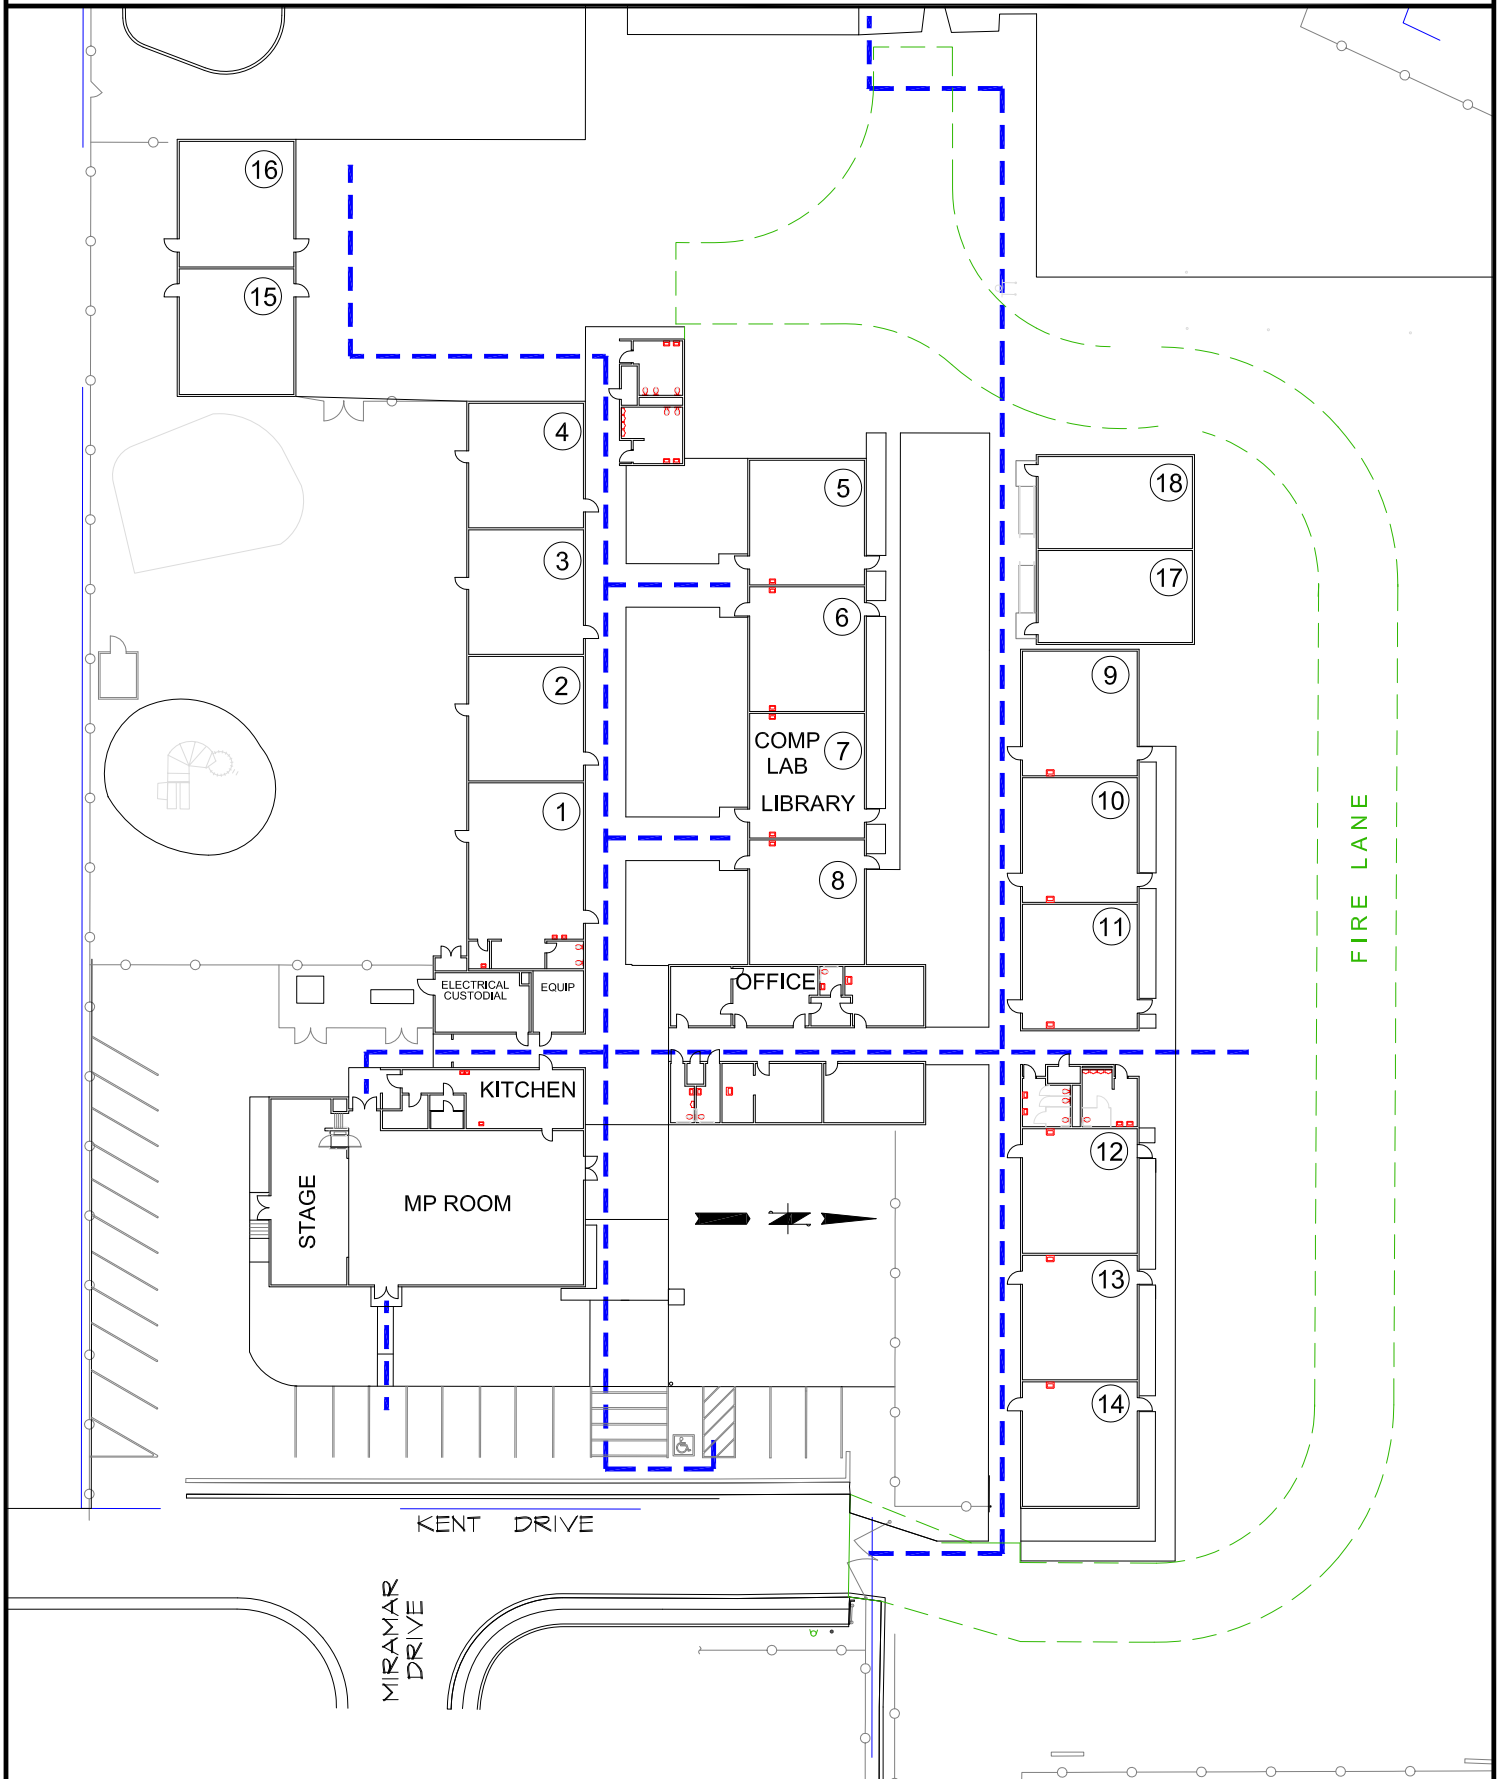 16
15
4
5
18
3
17
6
2
9
COMP
LAB
7
LIBRARY
10
1
8
11
FIRE LANE
ELECTRICAL
CUSTODIAL
EQUIP
OFFICE
KITCHEN
12
STAGE
MP ROOM
13
14
KENT DRIVE
MIRAMAR
DRIVE